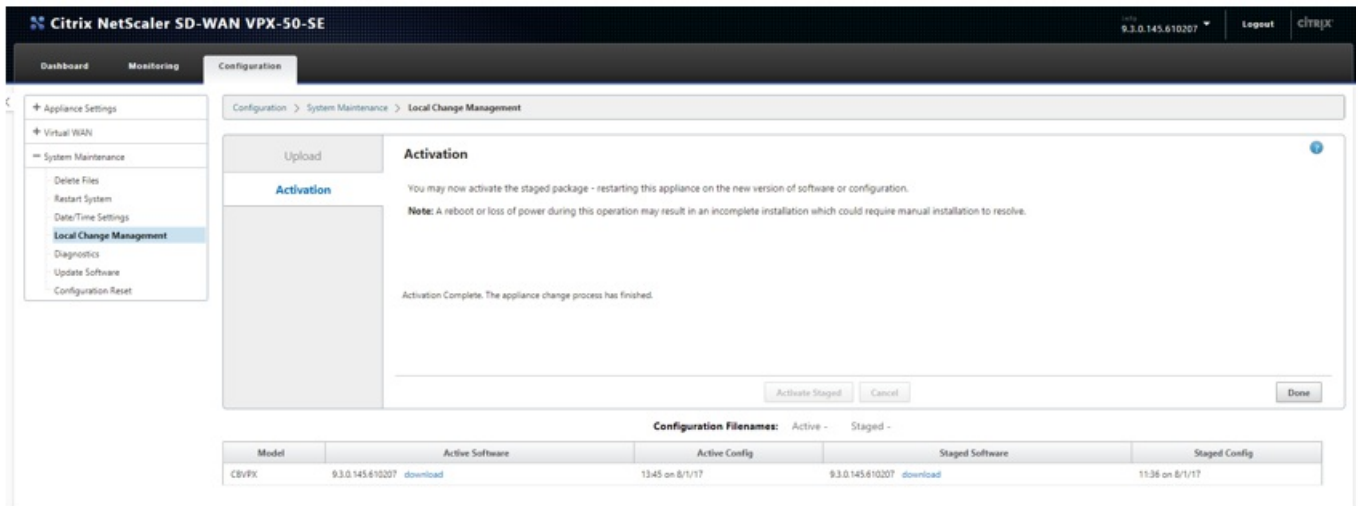 Citrix NetScaler SD-WAN VPX-50-SE
9.3.0.145.610207
Logout
CİTRIX
Dashboard Monitoring Configuration
+ Appliance Settings
+ Virtual WAN
− System Maintenance
Delete Files
Restart System
Date/Time Settings
Local Change Management
Diagnostics
Update Software
Configuration Reset
Configuration > System Maintenance > Local Change Management
Upload
Activation
Activation
?
You may now activate the staged package - restarting this appliance on the new version of software or configuration.
Note: A reboot or loss of power during this operation may result in an incomplete installation which could require manual installation to resolve.
Activation Complete. The appliance change process has finished.
Activate Staged Cancel Done
Configuration Filenames: Active - Staged -
Model Active Software Active Config Staged Software Staged Config
CBVPX 9.3.0.145.610207 download 13:45 on 8/1/17 9.3.0.145.610207 download 11:36 on 8/1/17